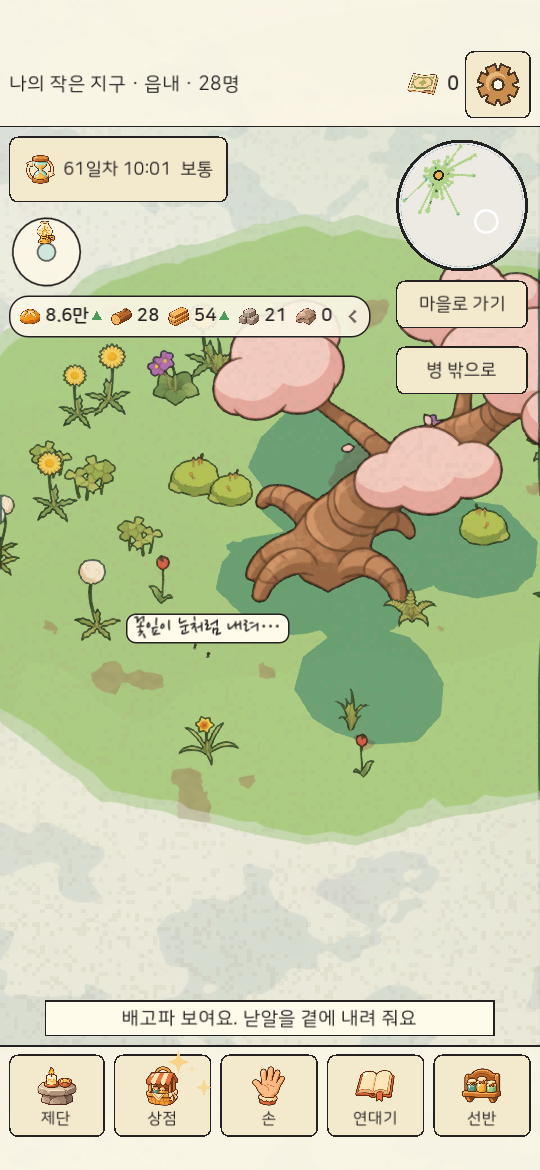 나의 작은 지구 · 읍내 · 28명
0
61일차 10:01 보통
8.6만 28 54 21 0
마을로 가기
병 밖으로
꽃잎이 눈처럼 내려…
배고파 보여요. 낟알을 곁에 내려 줘요
제단
상점
손
연대기
선반